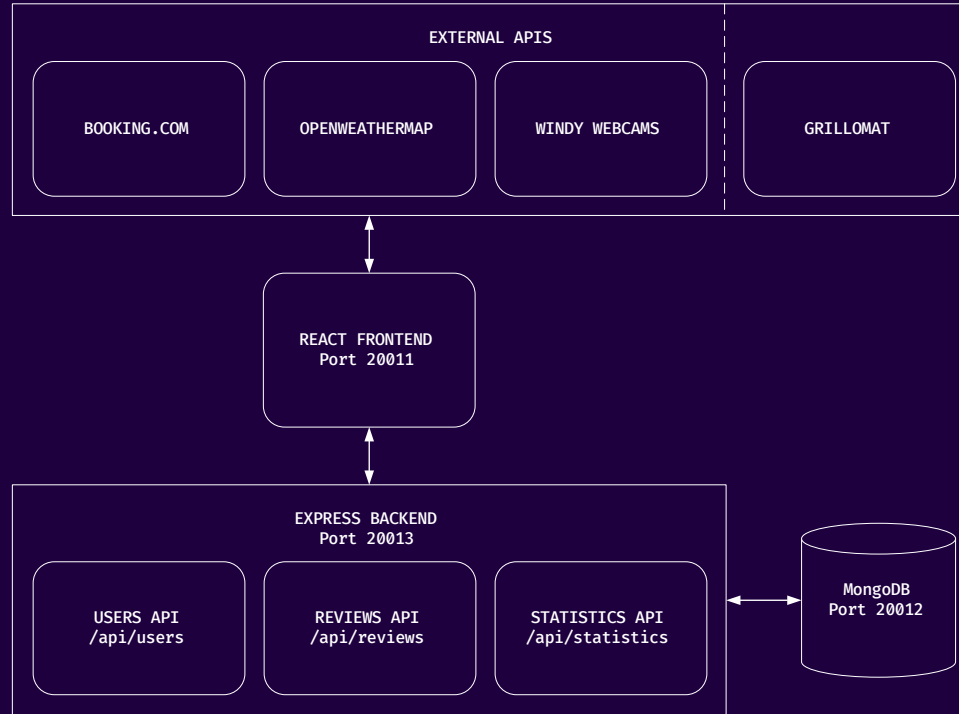 EXTERNAL APIS
BOOKING.COM
OPENWEATHERMAP
WINDY WEBCAMS
GRILLOMAT
REACT FRONTEND
Port 20011
EXPRESS BACKEND
Port 20013
USERS API
/api/users
REVIEWS API
/api/reviews
STATISTICS API
/api/statistics
MongoDB
Port 20012